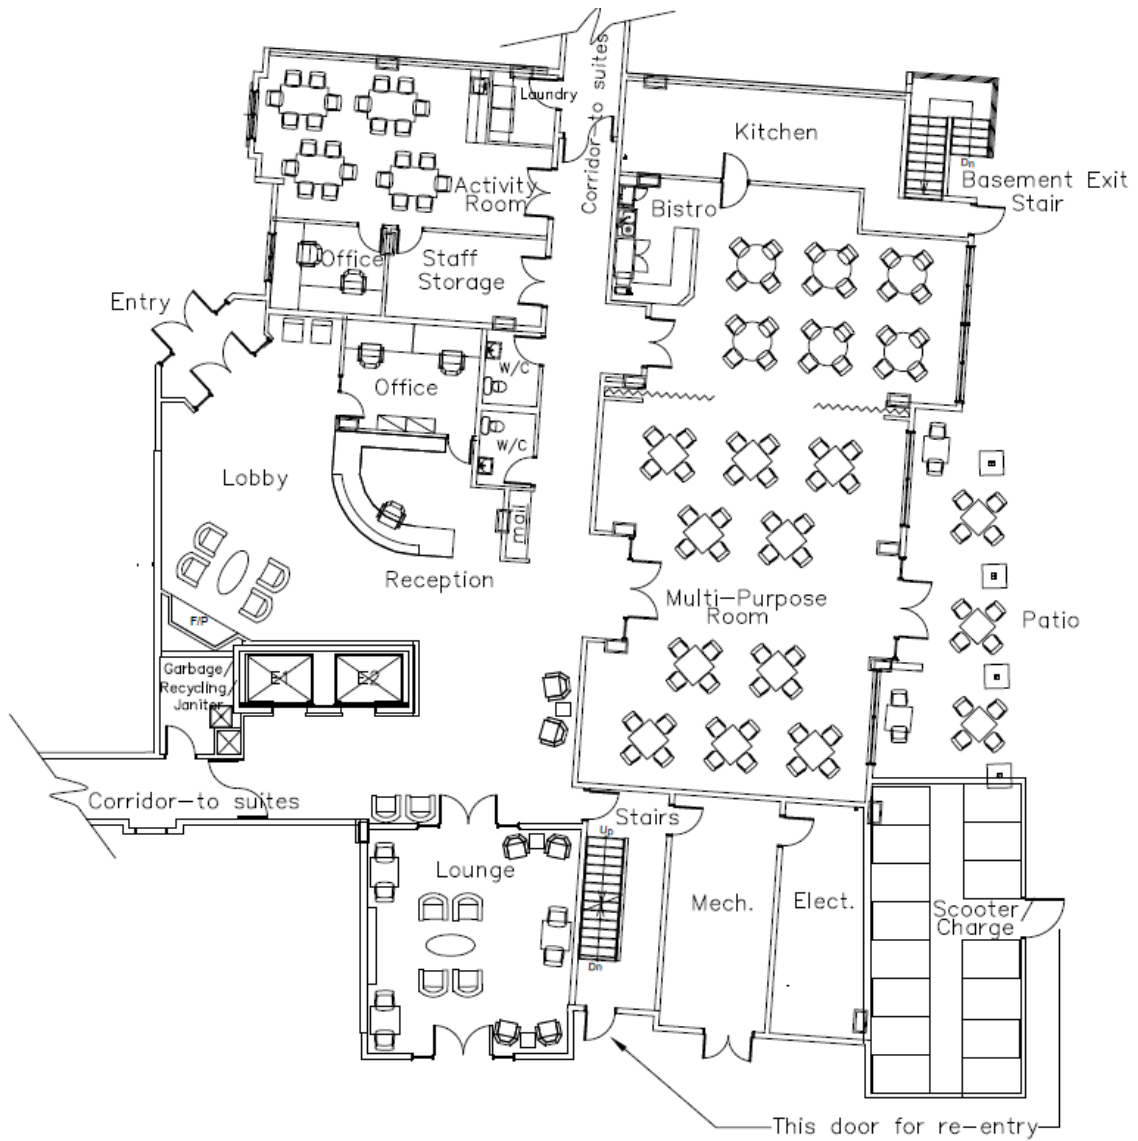 Corridor-to suites
Laundry
Kitchen
Dn
Basement Exit
Stair
Activity
Room
Bistro
Office
Staff
Storage
Entry
W/C
Office
W/C
Lobby
mail
Reception
Multi-Purpose
Room
Patio
F/P
E1
E2
Garbage/
Recycling/
Janitor
Corridor-to suites
Stairs
Up
Lounge
Mech.
Elect.
Scooter/
Charge
Dn
This door for re-entry